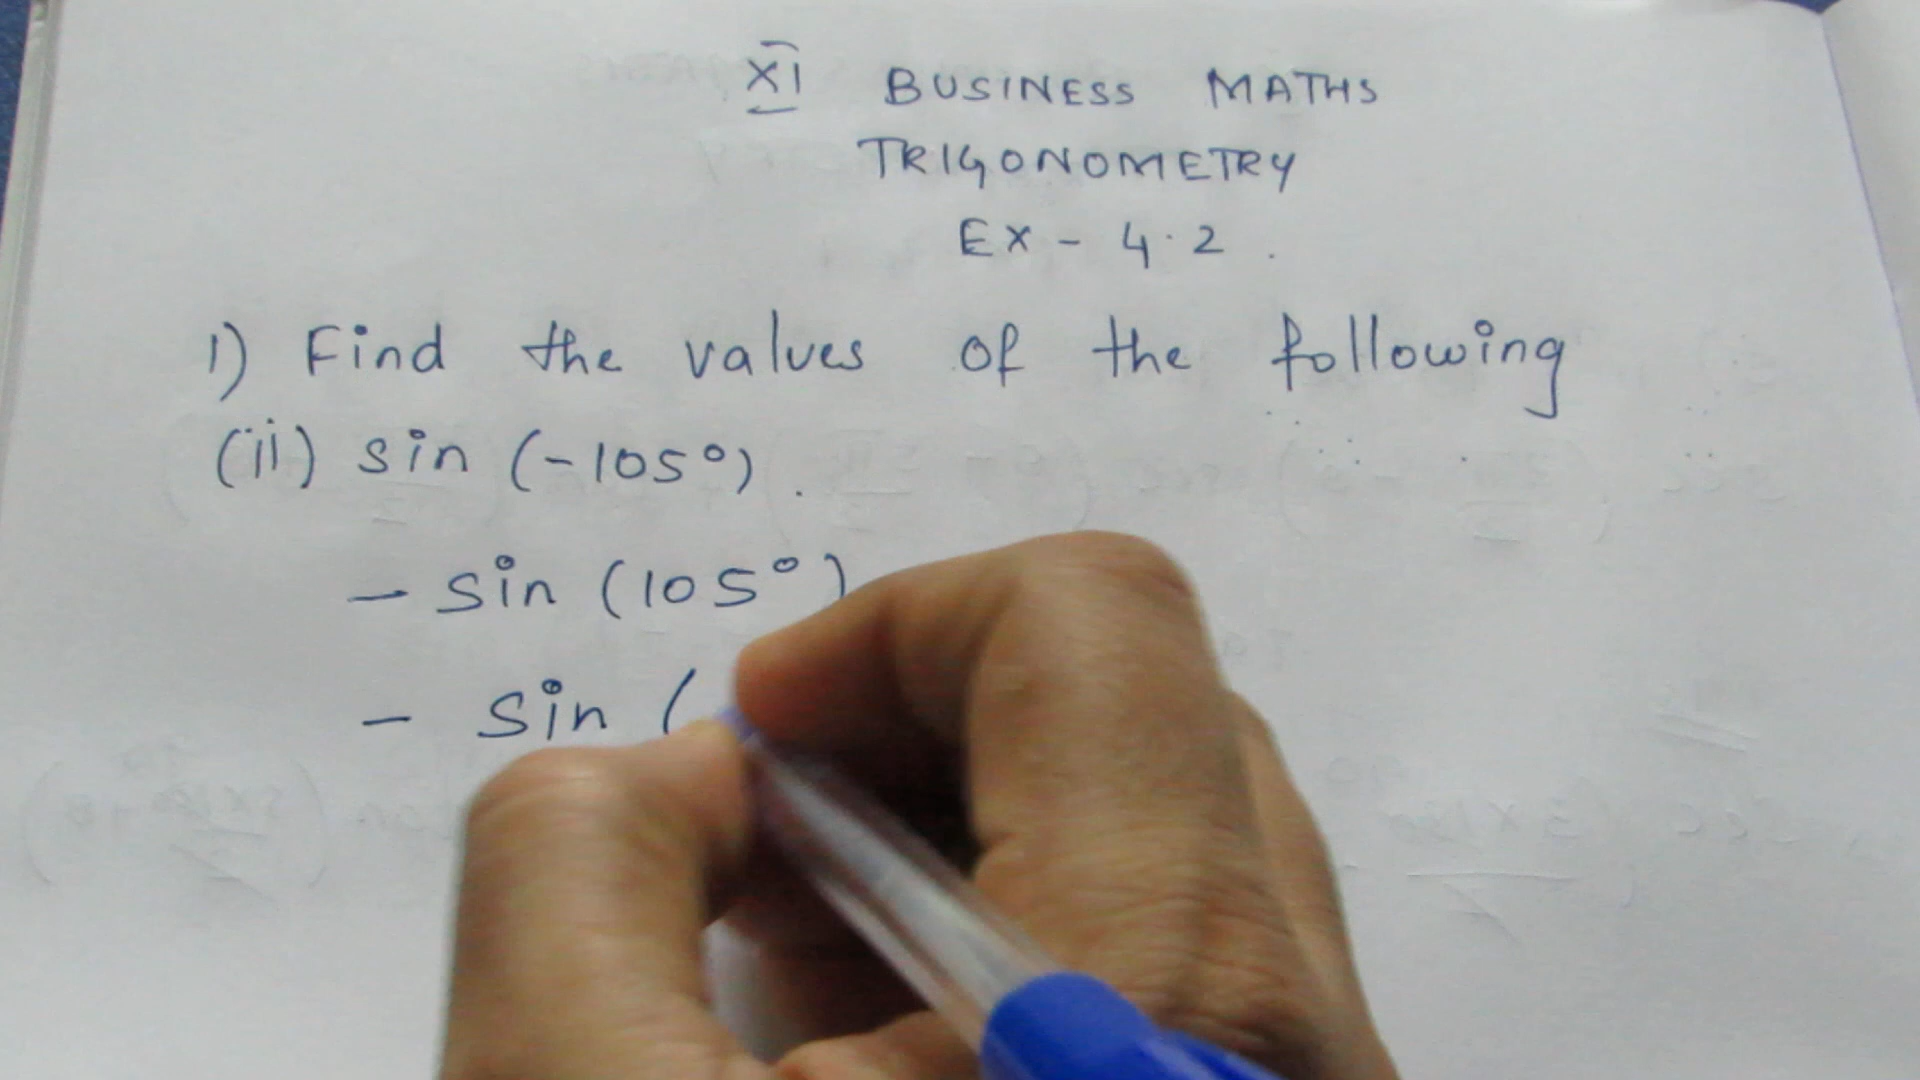 XI BUSINESS MATHS
TRIGONOMETRY
EX - 4.2.
1) Find the values of the following
(ii) sin (-105°).
- sin (105°)
- sin (